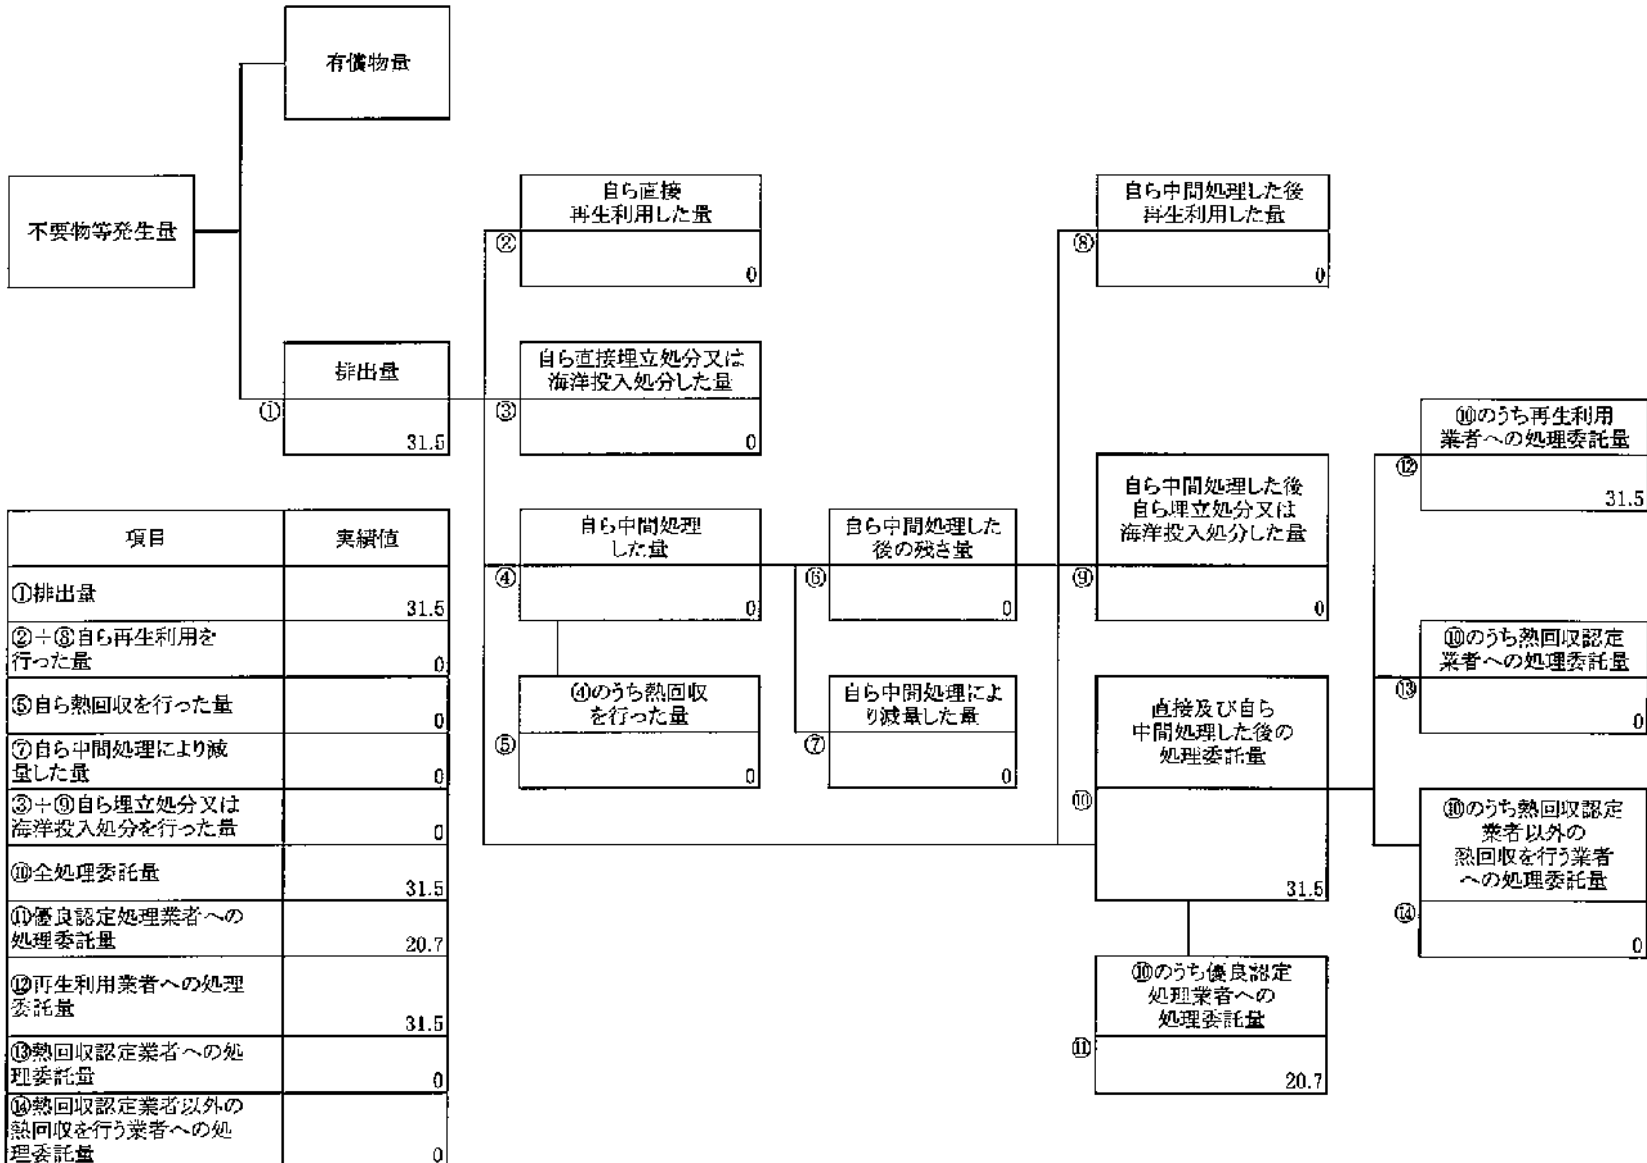 有償物量
不要物等発生量
自ら直接
再生利用した量
②
0
自ら中間処理した後
再生利用した量
⑧
0
排出量
①
31.5
自ら直接埋立処分又は
海洋投入処分した量
③
0
⑩のうち再生利用
業者への処理委託量
⑫
31.5
自ら中間処理
した量
④
0
自ら中間処理した
後の残さ量
⑥
0
自ら中間処理した後
自ら埋立処分又は
海洋投入処分した量
⑨
0
⑩のうち熱回収認定
業者への処理委託量
⑬
0
④のうち熱回収
を行った量
⑤
0
自ら中間処理によ
り減量した量
⑦
0
直接及び自ら
中間処理した後の
処理委託量
⑩
31.5
⑩のうち熱回収認定
業者以外の
熱回収を行う業者
への処理委託量
⑭
0
⑩のうち優良認定
処理業者への
処理委託量
⑪
20.7
項目
実績値
①排出量
31.5
②+⑧自ら再生利用を
行った量
0
⑤自ら熱回収を行った量
0
⑦自ら中間処理により減
量した量
0
③+⑨自ら埋立処分又は
海洋投入処分を行った量
0
⑩全処理委託量
31.5
⑪優良認定処理業者への
処理委託量
20.7
⑫再生利用業者への処理
委託量
31.5
⑬熱回収認定業者への処
理委託量
0
⑭熱回収認定業者以外の
熱回収を行う業者への処
理委託量
0